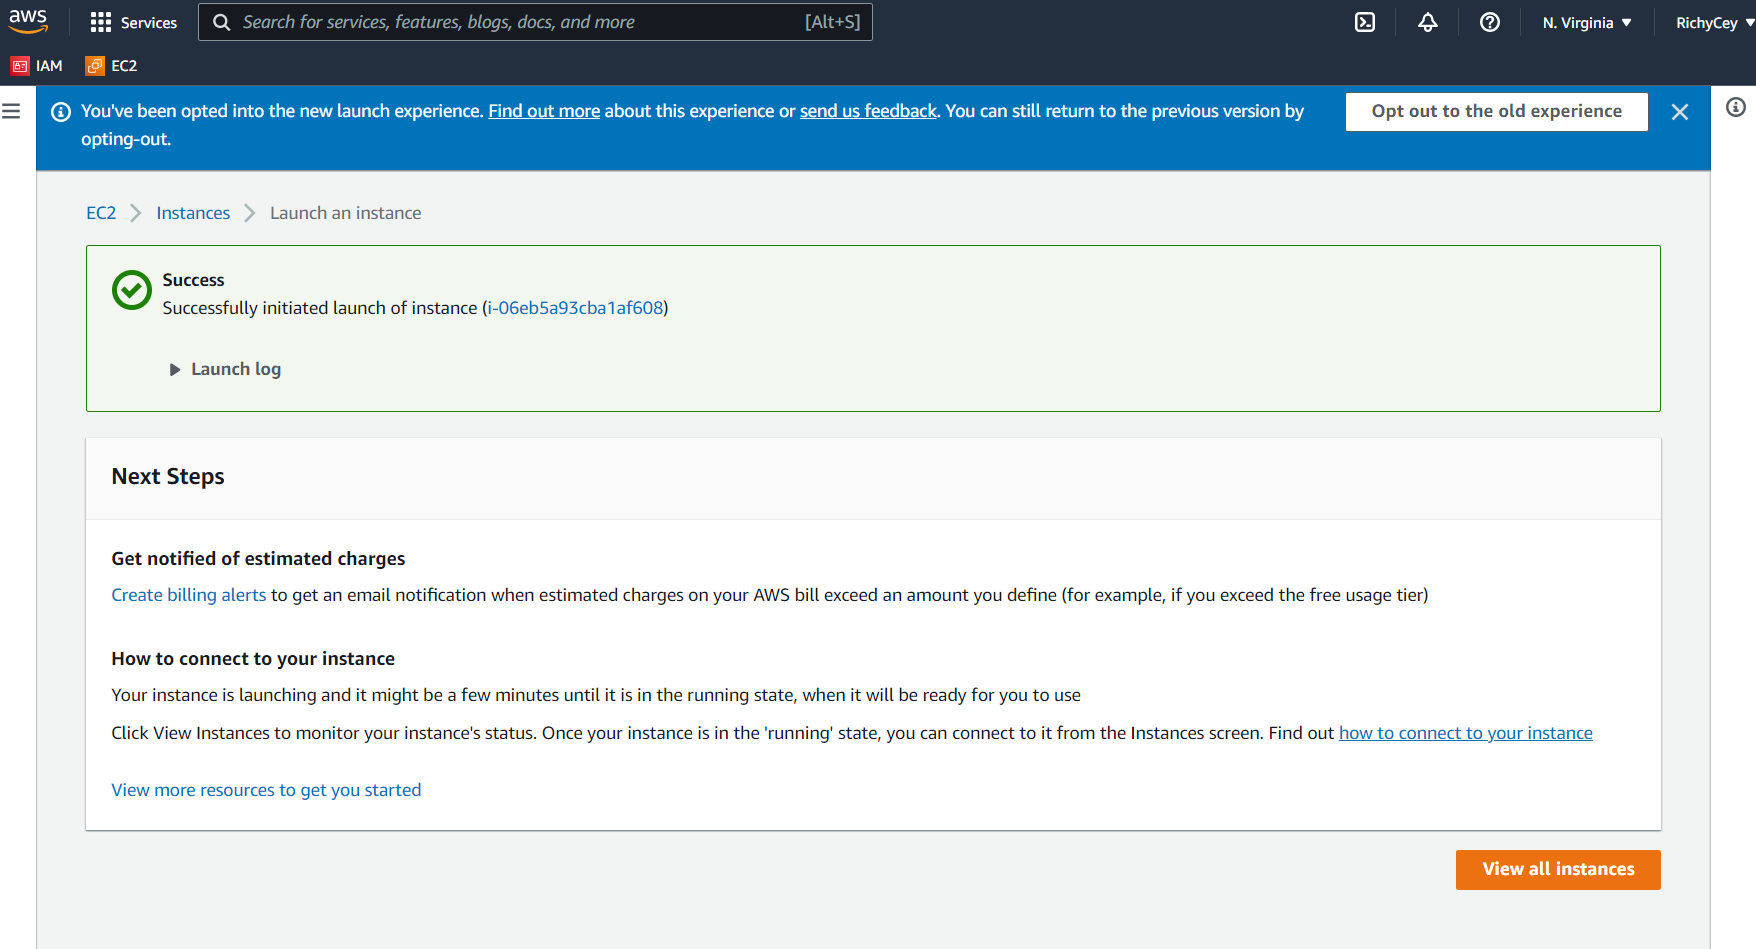 aws Services Search for services, features, blogs, docs, and more [Alt+S] N. Virginia RichyCey
IAM EC2
You've been opted into the new launch experience. Find out more about this experience or send us feedback. You can still return to the previous version by
opting-out.
Opt out to the old experience
EC2 Instances Launch an instance
Success
Successfully initiated launch of instance (i-06eb5a93cba1af608)
Launch log
Next Steps
Get notified of estimated charges
Create billing alerts to get an email notification when estimated charges on your AWS bill exceed an amount you define (for example, if you exceed the free usage tier)
How to connect to your instance
Your instance is launching and it might be a few minutes until it is in the running state, when it will be ready for you to use
Click View Instances to monitor your instance's status. Once your instance is in the 'running' state, you can connect to it from the Instances screen. Find out how to connect to your instance
View more resources to get you started
View all instances